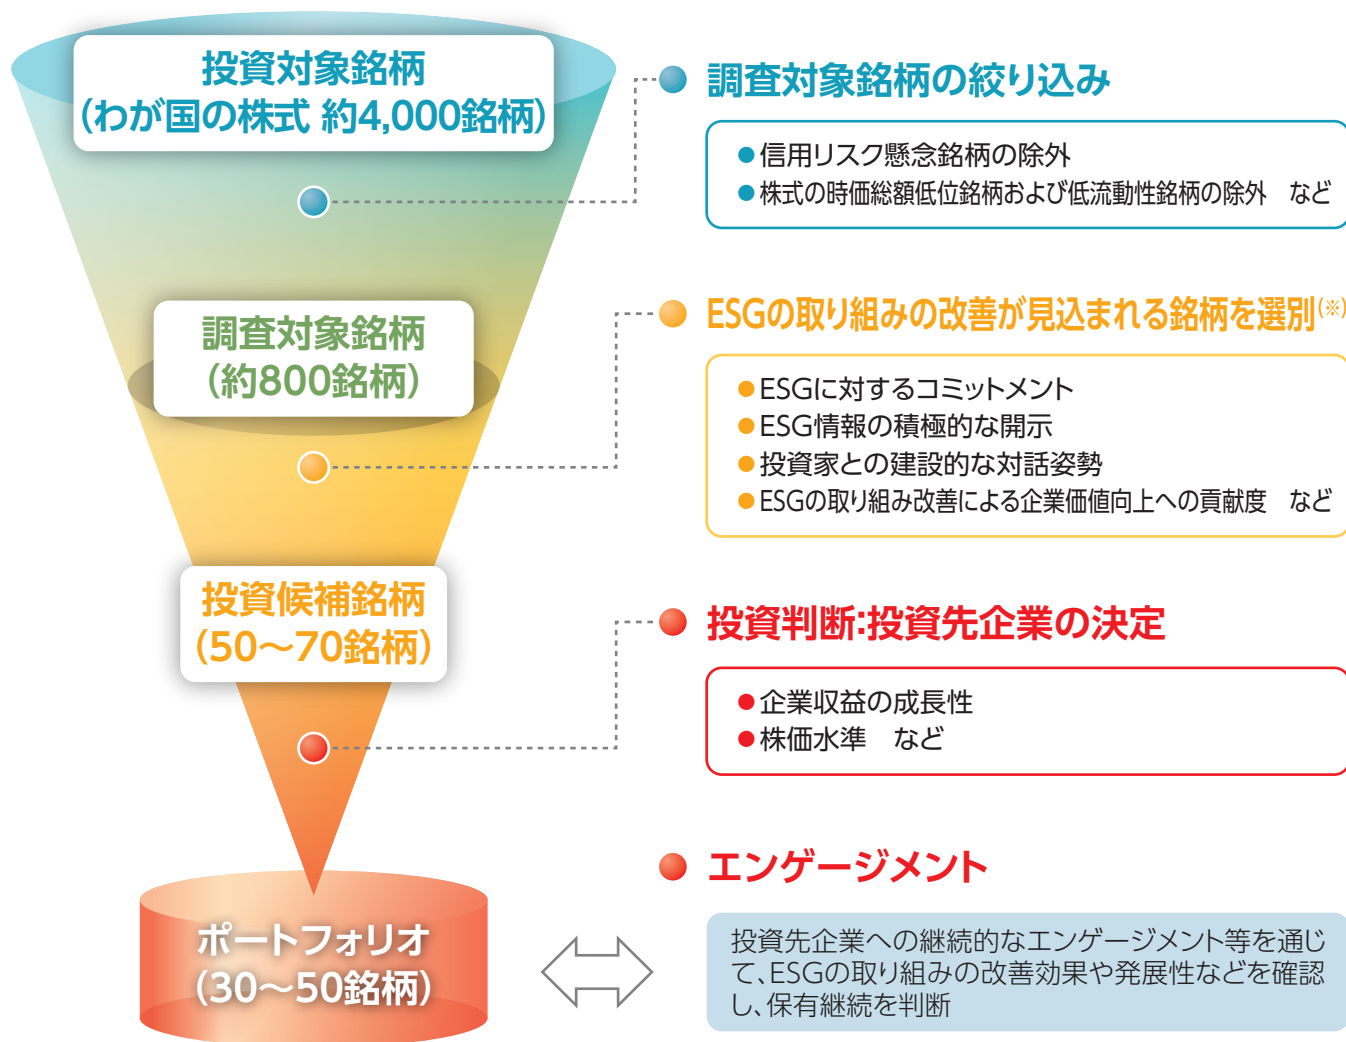 投資対象銘柄
(わが国の株式 約4,000銘柄)
調査対象銘柄の絞り込み
●信用リスク懸念銘柄の除外
●株式の時価総額低位銘柄および低流動性銘柄の除外　など
調査対象銘柄
(約800銘柄)
ESGの取り組みの改善が見込まれる銘柄を選別(※)
●ESGに対するコミットメント
●ESG情報の積極的な開示
●投資家との建設的な対話姿勢
●ESGの取り組み改善による企業価値向上への貢献度　など
投資候補銘柄
(50〜70銘柄)
投資判断:投資先企業の決定
●企業収益の成長性
●株価水準　など
ポートフォリオ
(30〜50銘柄)
エンゲージメント
投資先企業への継続的なエンゲージメント等を通じ
て、ESGの取り組みの改善効果や発展性などを確認
し、保有継続を判断